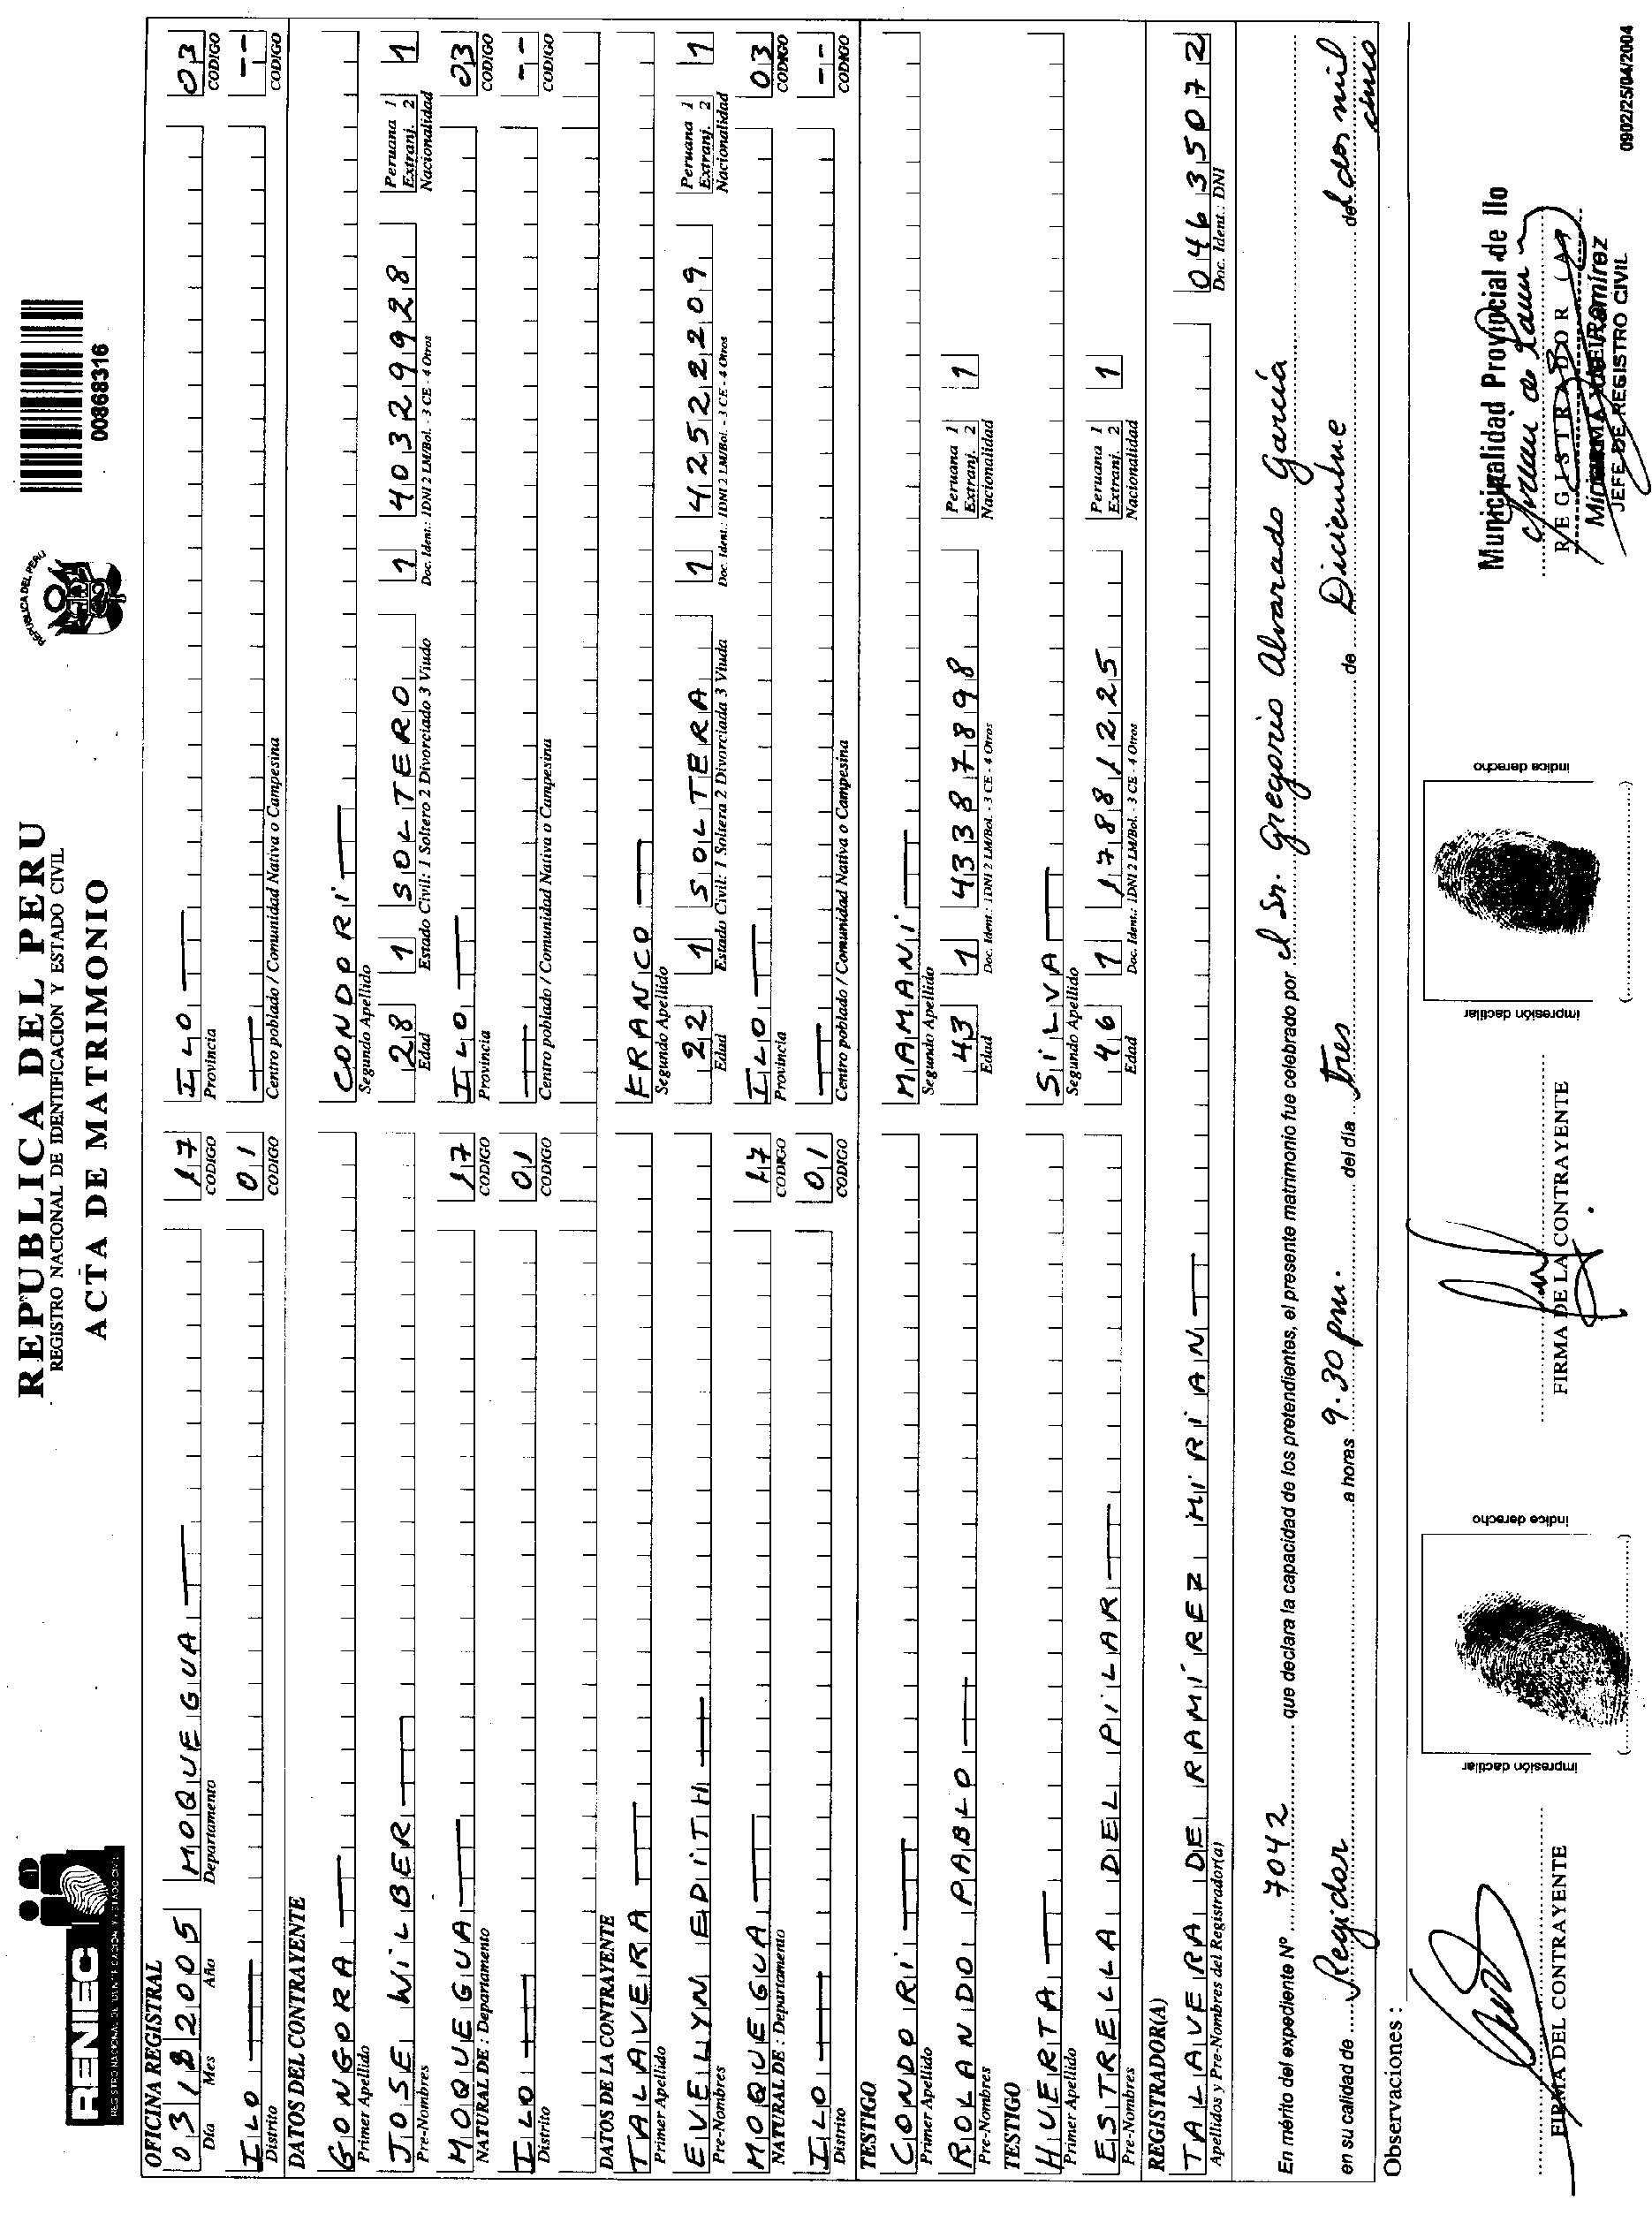 RENIEC
REGISTRO NACIONAL DE IDENTIFICACION Y ESTADO CIVIL
REPUBLICA DEL PERU
REGISTRO NACIONAL DE IDENTIFICACION Y ESTADO CIVIL
ACTA DE MATRIMONIO
REPUBLICA DEL PERU
00868316
OFICINA REGISTRAL
03 12 2005 MOQUEGUA 17 ILO 03
Día Mes Año Departamento CODIGO Provincia CODIGO
ILO 01 --
Distrito CODIGO Centro poblado / Comunidad Nativa o Campesina CODIGO
DATOS DEL CONTRAYENTE
GONGORA CONDORI
Primer Apellido Segundo Apellido
JOSE WILBER 28 1 SOLTERO 1 40329928 Peruana 1 Extranj. 2 1
Pre-Nombres Edad Estado Civil: 1 Soltero 2 Divorciado 3 Viudo Doc. Ident.: 1DNI 2 LM/Bol. - 3 CE - 4 Otros Nacionalidad
MOQUEGUA 17 ILO 03
NATURAL DE : Departamento CODIGO Provincia CODIGO
ILO 01 --
Distrito CODIGO Centro poblado / Comunidad Nativa o Campesina CODIGO
DATOS DE LA CONTRAYENTE
TALAVERA FRANCO
Primer Apellido Segundo Apellido
EVELYN EDITH 22 1 SOLTERA 1 42522209 Peruana 1 Extranj. 2 1
Pre-Nombres Edad Estado Civil: 1 Soltera 2 Divorciada 3 Viuda Doc. Ident.: 1DNI 2 LM/Bol. - 3 CE - 4 Otros Nacionalidad
MOQUEGUA 17 ILO 03
NATURAL DE : Departamento CODIGO Provincia CODIGO
ILO 01 --
Distrito CODIGO Centro poblado / Comunidad Nativa o Campesina CODIGO
TESTIGO
CONDORI MAMANI
Primer Apellido Segundo Apellido
ROLANDO PABLO 43 1 43387898 Peruana 1 Extranj. 2 1
Pre-Nombres Edad Doc. Ident.: 1DNI 2 LM/Bol. - 3 CE - 4 Otros Nacionalidad
TESTIGO
HUERTA SILVA
Primer Apellido Segundo Apellido
ESTRELLA DEL PILAR 46 1 17881225 Peruana 1 Extranj. 2 1
Pre-Nombres Edad Doc. Ident.: 1DNI 2 LM/Bol. - 3 CE - 4 Otros Nacionalidad
REGISTRADOR(A)
TALAVERA DE RAMÍREZ MIRIAN 04635072
Apellidos y Pre-Nombres del Registrador(a) Doc. Ident.: DNI
En mérito del expediente Nº 7042 que declara la capacidad de los pretendientes, el presente matrimonio fue celebrado por el Sr. Gregorio Alvarado García
en su calidad de Regidor a horas 9.30 pm. del día tres de Diciembre del dos mil cinco
Observaciones :
impresión dactilar índice derecho
impresión dactilar índice derecho
FIRMA DEL CONTRAYENTE
FIRMA DE LA CONTRAYENTE
Municipalidad Provincial de Ilo
REGISTRADOR (A)
Ramírez
JEFE DE REGISTRO CIVIL
0902/25/04/2004